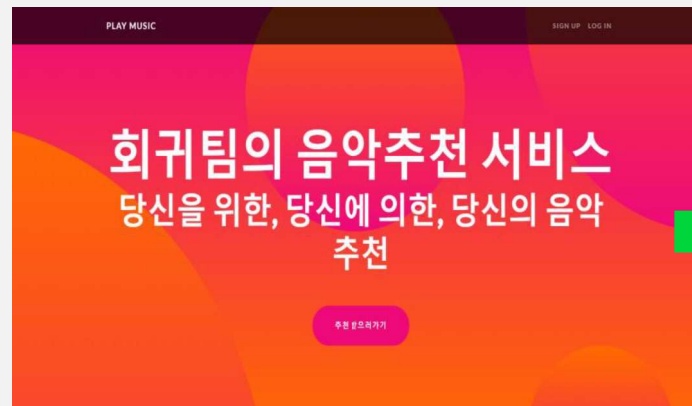 PLAY MUSIC
SIGN UP LOG IN
회귀팀의 음악추천 서비스
당신을 위한, 당신에 의한, 당신의 음악
추천
추천 받으러가기